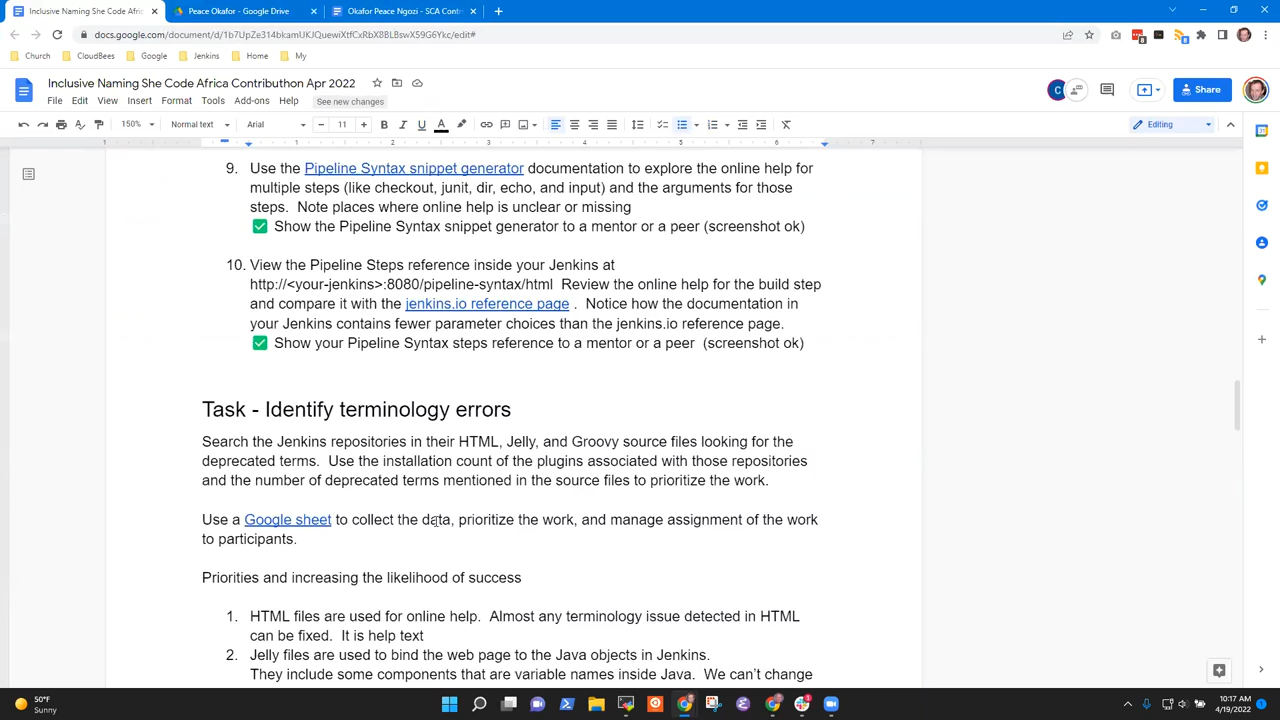 Inclusive Naming She Code Afric
Peace Okafor - Google Drive
Okafor Peace Ngozi - SCA Contri
docs.google.com/document/d/1b7UpZe314bkamUKJQuewiXtfCxRbXBBLBswX59G6Ykc/edit#
Church
CloudBees
Google
Jenkins
Home
My
Inclusive Naming She Code Africa Contributhon Apr 2022
File Edit View Insert Format Tools Add-ons Help See new changes
Share
150% Normal text Arial 11 Editing
1 1 2 3 4 5 6 7
9. Use the Pipeline Syntax snippet generator documentation to explore the online help for
multiple steps (like checkout, junit, dir, echo, and input) and the arguments for those
steps. Note places where online help is unclear or missing
✅ Show the Pipeline Syntax snippet generator to a mentor or a peer (screenshot ok)
10. View the Pipeline Steps reference inside your Jenkins at
http://<your-jenkins>:8080/pipeline-syntax/html Review the online help for the build step
and compare it with the jenkins.io reference page . Notice how the documentation in
your Jenkins contains fewer parameter choices than the jenkins.io reference page.
✅ Show your Pipeline Syntax steps reference to a mentor or a peer (screenshot ok)
Task - Identify terminology errors
Search the Jenkins repositories in their HTML, Jelly, and Groovy source files looking for the
deprecated terms. Use the installation count of the plugins associated with those repositories
and the number of deprecated terms mentioned in the source files to prioritize the work.
Use a Google sheet to collect the data, prioritize the work, and manage assignment of the work
to participants.
Priorities and increasing the likelihood of success
1. HTML files are used for online help. Almost any terminology issue detected in HTML
can be fixed. It is help text
2. Jelly files are used to bind the web page to the Java objects in Jenkins.
They include some components that are variable names inside Java. We can't change
50°F
Sunny
10:17 AM
4/19/2022